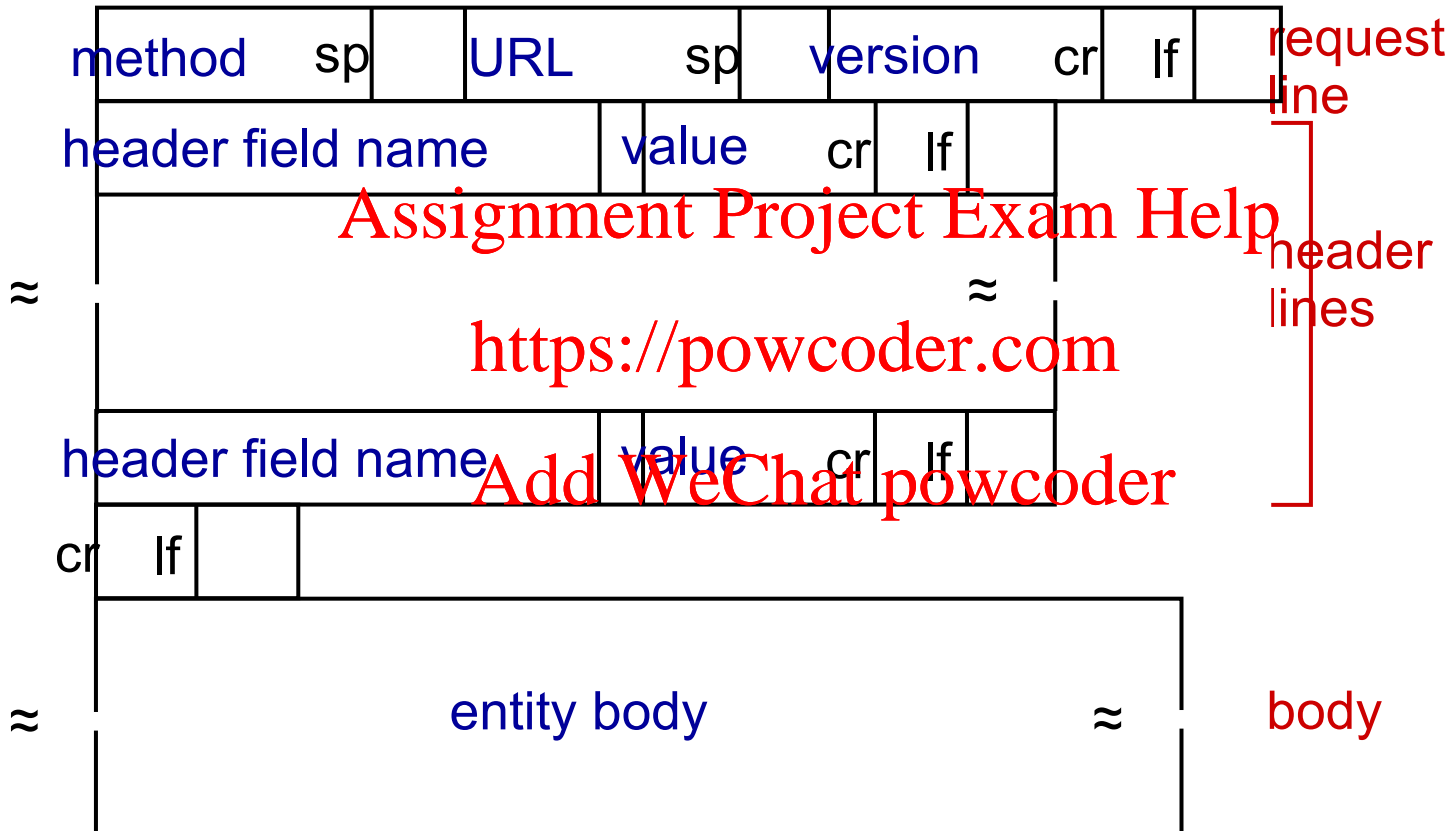 method sp URL sp version cr lf request
line
header field name value cr lf
Assignment Project Exam Help
header
lines
≈ ≈
https://powcoder.com
header field name value cr lf
Add WeChat powcoder
cr lf
≈ entity body ≈ body